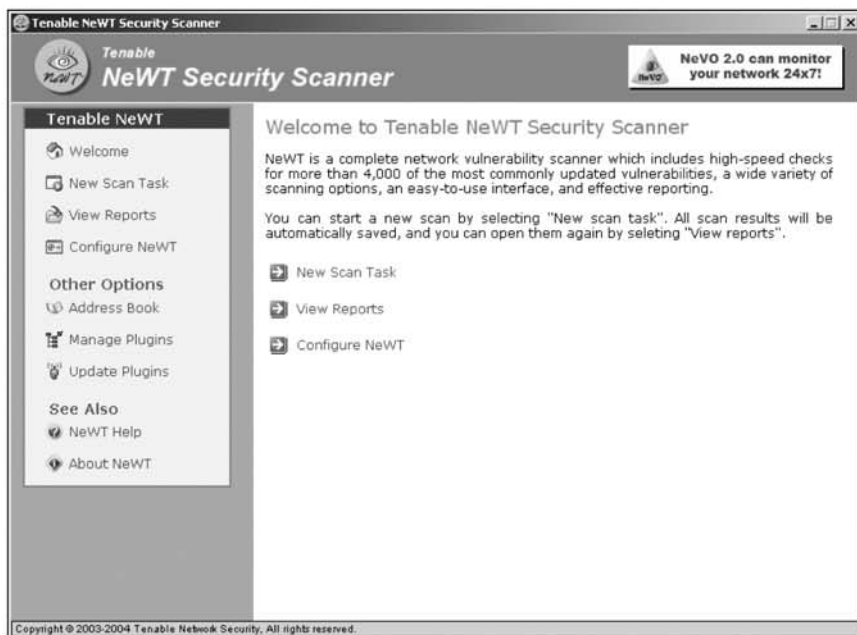 Tenable NeWT Security Scanner
Tenable
NeWT Security Scanner
NeWT
NeVO
NeVO 2.0 can monitor
your network 24x7!
Tenable NeWT
Welcome
New Scan Task
View Reports
Configure NeWT
Other Options
Address Book
Manage Plugins
Update Plugins
See Also
NeWT Help
About NeWT
Welcome to Tenable NeWT Security Scanner
NeWT is a complete network vulnerability scanner which includes high-speed checks
for more than 4,000 of the most commonly updated vulnerabilities, a wide variety of
scanning options, an easy-to-use interface, and effective reporting.
You can start a new scan by selecting "New scan task". All scan results will be
automatically saved, and you can open them again by seleting "View reports".
New Scan Task
View Reports
Configure NeWT
Copyright © 2003-2004 Tenable Network Security, All rights reserved.